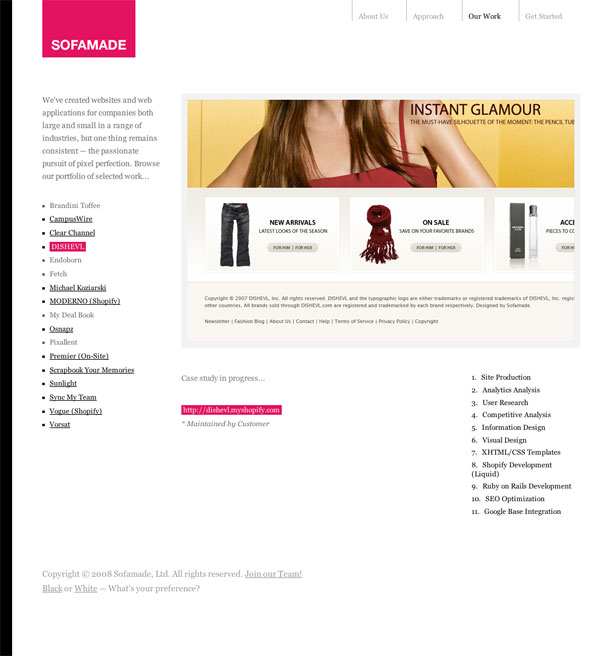 SOFAMADE
About Us
Approach
Our Work
Get Started
We've created websites and web
applications for companies both
large and small in a range of
industries, but one thing remains
consistent — the passionate
pursuit of pixel perfection. Browse
our portfolio of selected work...
Brandini Toffee
CampusWire
Clear Channel
DISHEVL
Endoborn
Fetch
Michael Koziarski
MODERNO (Shopify)
My Deal Book
Osnapz
Pixallent
Premier (On-Site)
Scrapbook Your Memories
Sunlight
Sync My Team
Vogue (Shopify)
Vorsat
INSTANT GLAMOUR
THE MUST-HAVE SILHOUETTE OF THE MOMENT: THE PENCIL TUB
NEW ARRIVALS
LATEST LOOKS OF THE SEASON
FOR HIM | FOR HER
ON SALE
SAVE ON YOUR FAVORITE BRANDS
FOR HIM | FOR HER
ACCE
PIECES TO CO
FOR HI
Copyright © 2007 DISHEVL, Inc. All rights reserved. DISHEVL and the typographic logo are either trademarks or registered trademarks of DISHEVL, Inc. regis
other countries. All brands sold through DISHEVL.com are registered and trademarked by each brand respectively. Designed by Sofamade.
Newsletter | Fashion Blog | About Us | Contact | Help | Terms of Service | Privacy Policy | Copyright
Case study in progress...
http://dishevl.myshopify.com
* Maintained by Customer
1. Site Production
2. Analytics Analysis
3. User Research
4. Competitive Analysis
5. Information Design
6. Visual Design
7. XHTML/CSS Templates
8. Shopify Development
(Liquid)
9. Ruby on Rails Development
10. SEO Optimization
11. Google Base Integration
Copyright © 2008 Sofamade, Ltd. All rights reserved. Join our Team!
Black or White — What's your preference?